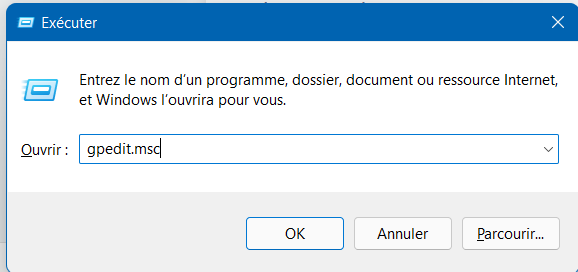 Exécuter
Entrez le nom d’un programme, dossier, document ou ressource Internet,
et Windows l’ouvrira pour vous.
Ouvrir : gpedit.msc
OK Annuler Parcourir...